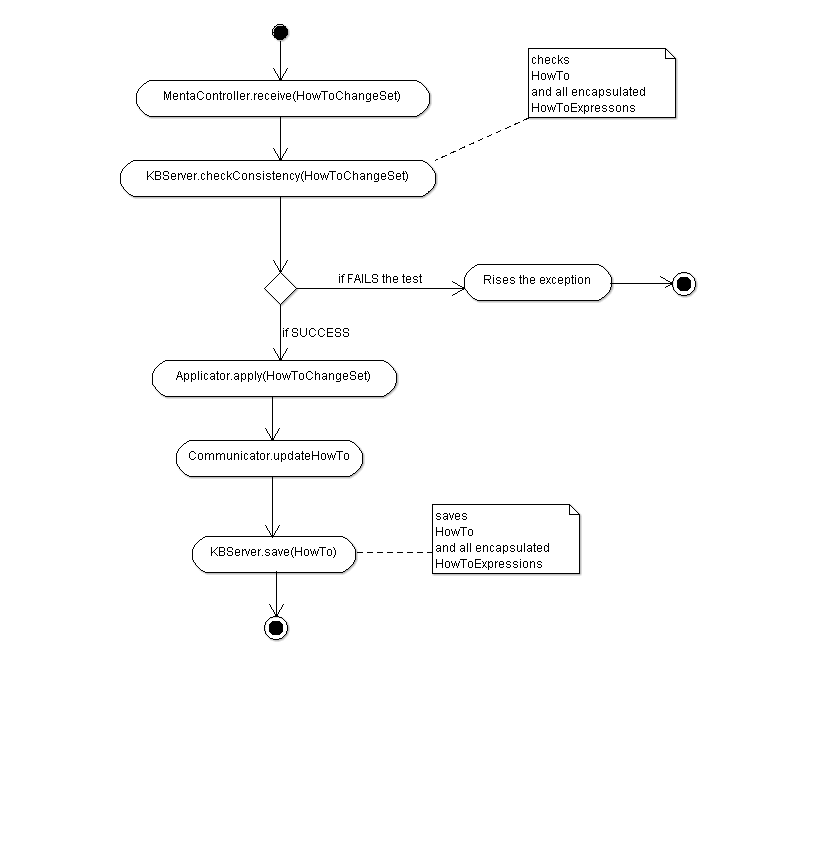 MentaController.receive(HowToChangeSet)
checks
HowTo
and all encapsulated
HowToExpressons
KBServer.checkConsistency(HowToChangeSet)
if FAILS the test
Rises the exception
if SUCCESS
Applicator.apply(HowToChangeSet)
Communicator.updateHowTo
KBServer.save(HowTo)
saves
HowTo
and all encapsulated
HowToExpressions